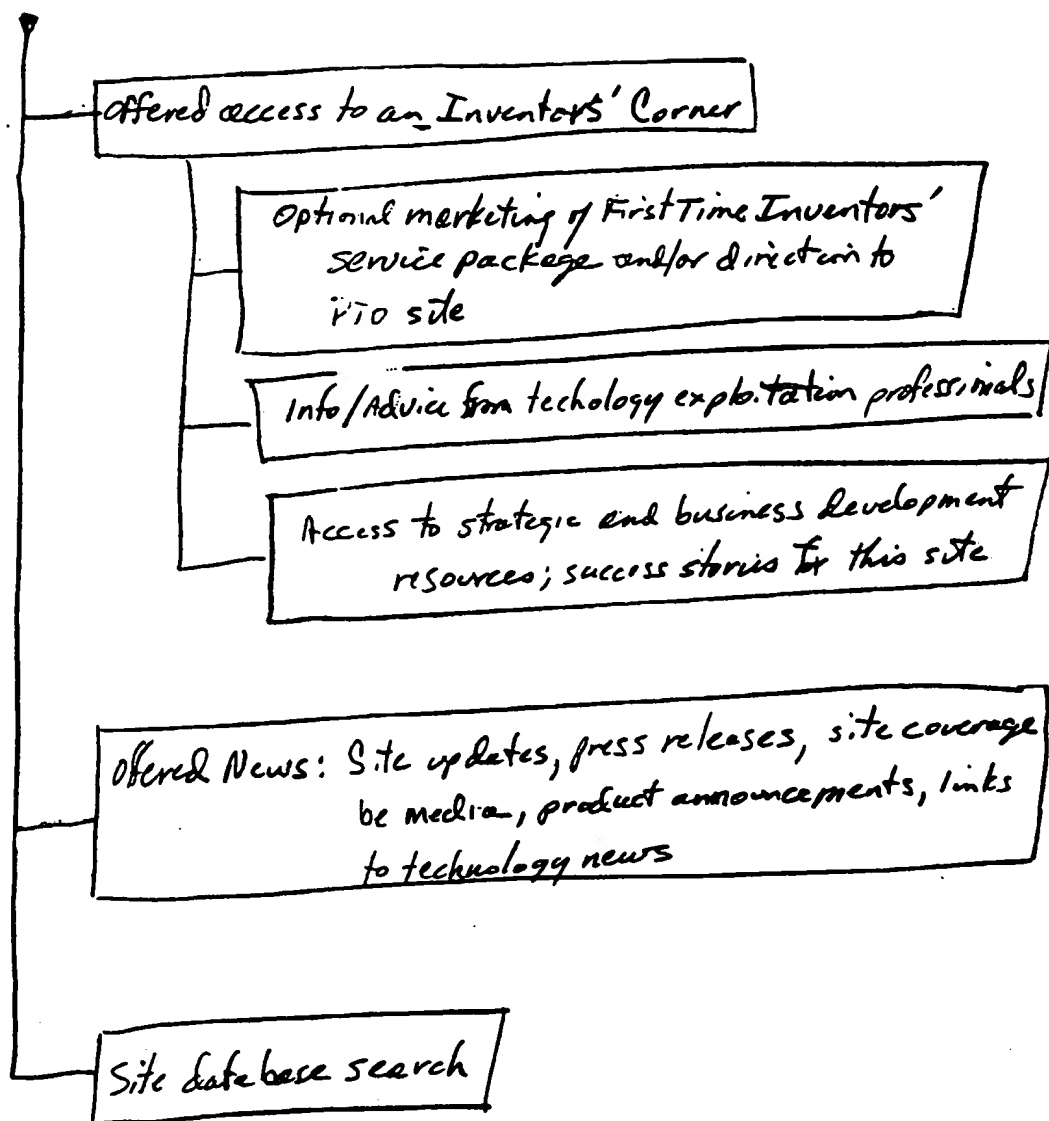 Offered access to an Inventors' Corner
Optional marketing of First Time Inventors'
service package and/or direction to
PTO site
Info/Advice from techology exploitation professionals
Access to strategic and business development
resources; success stories for this site
Offered News: Site updates, press releases, site coverage
be media, product announcements, links
to technology news
Site database search